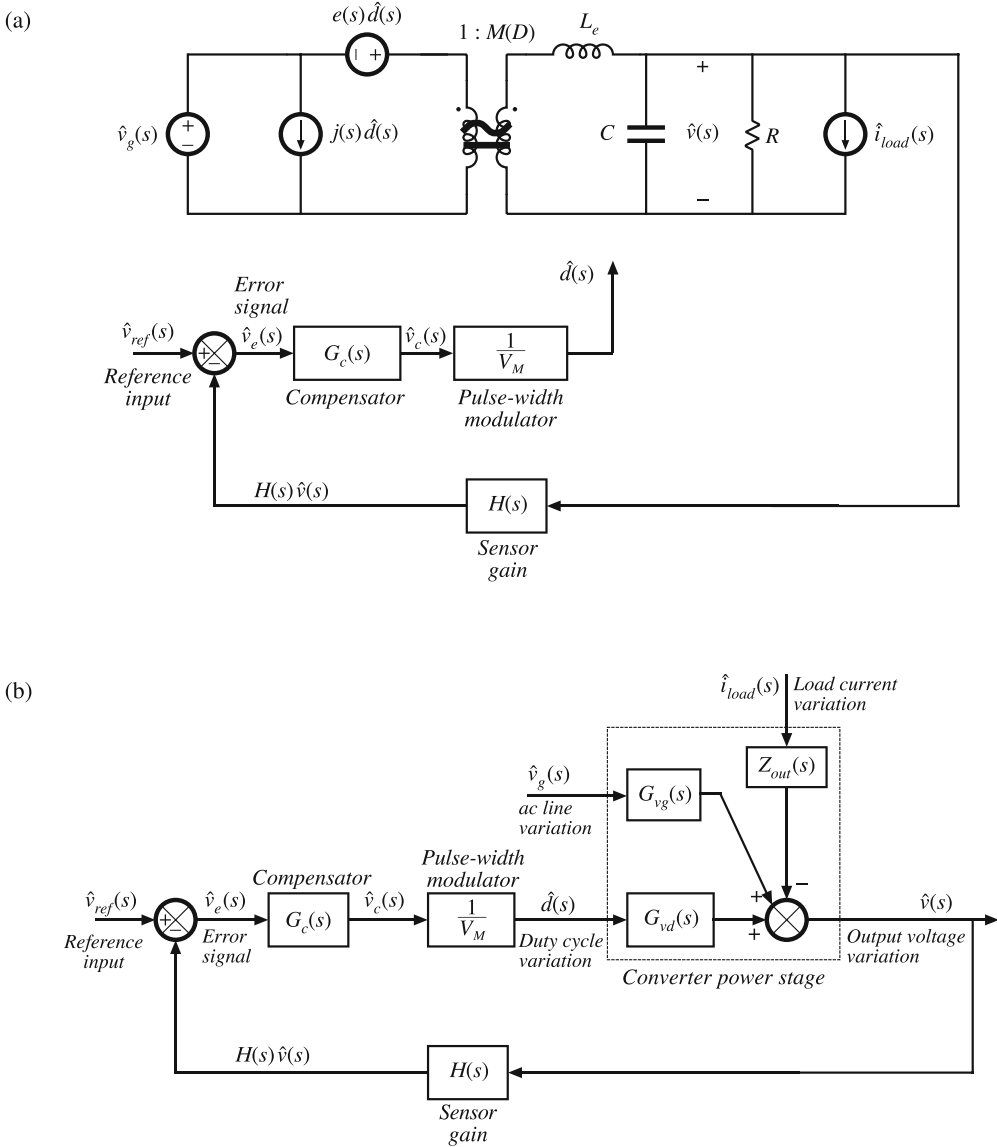 (a)
e(s) d̂(s)
1 : M(D)
L_e
+
v̂_g(s)
j(s) d̂(s)
C
v̂(s)
R
î_load(s)
–
d̂(s)
Error
signal
v̂_ref(s)
v̂_e(s)
G_c(s)
v̂_c(s)
1
V_M
Reference
input
Compensator
Pulse-width
modulator
H(s) v̂(s)
H(s)
Sensor
gain
(b)
î_load(s)
Load current
variation
Z_out(s)
v̂_g(s)
G_vg(s)
ac line
variation
–
+
Pulse-width
modulator
Compensator
v̂_ref(s)
v̂_e(s)
G_c(s)
v̂_c(s)
1
V_M
d̂(s)
G_vd(s)
+
v̂(s)
Reference
input
Error
signal
Duty cycle
variation
Output voltage
variation
Converter power stage
H(s) v̂(s)
H(s)
Sensor
gain